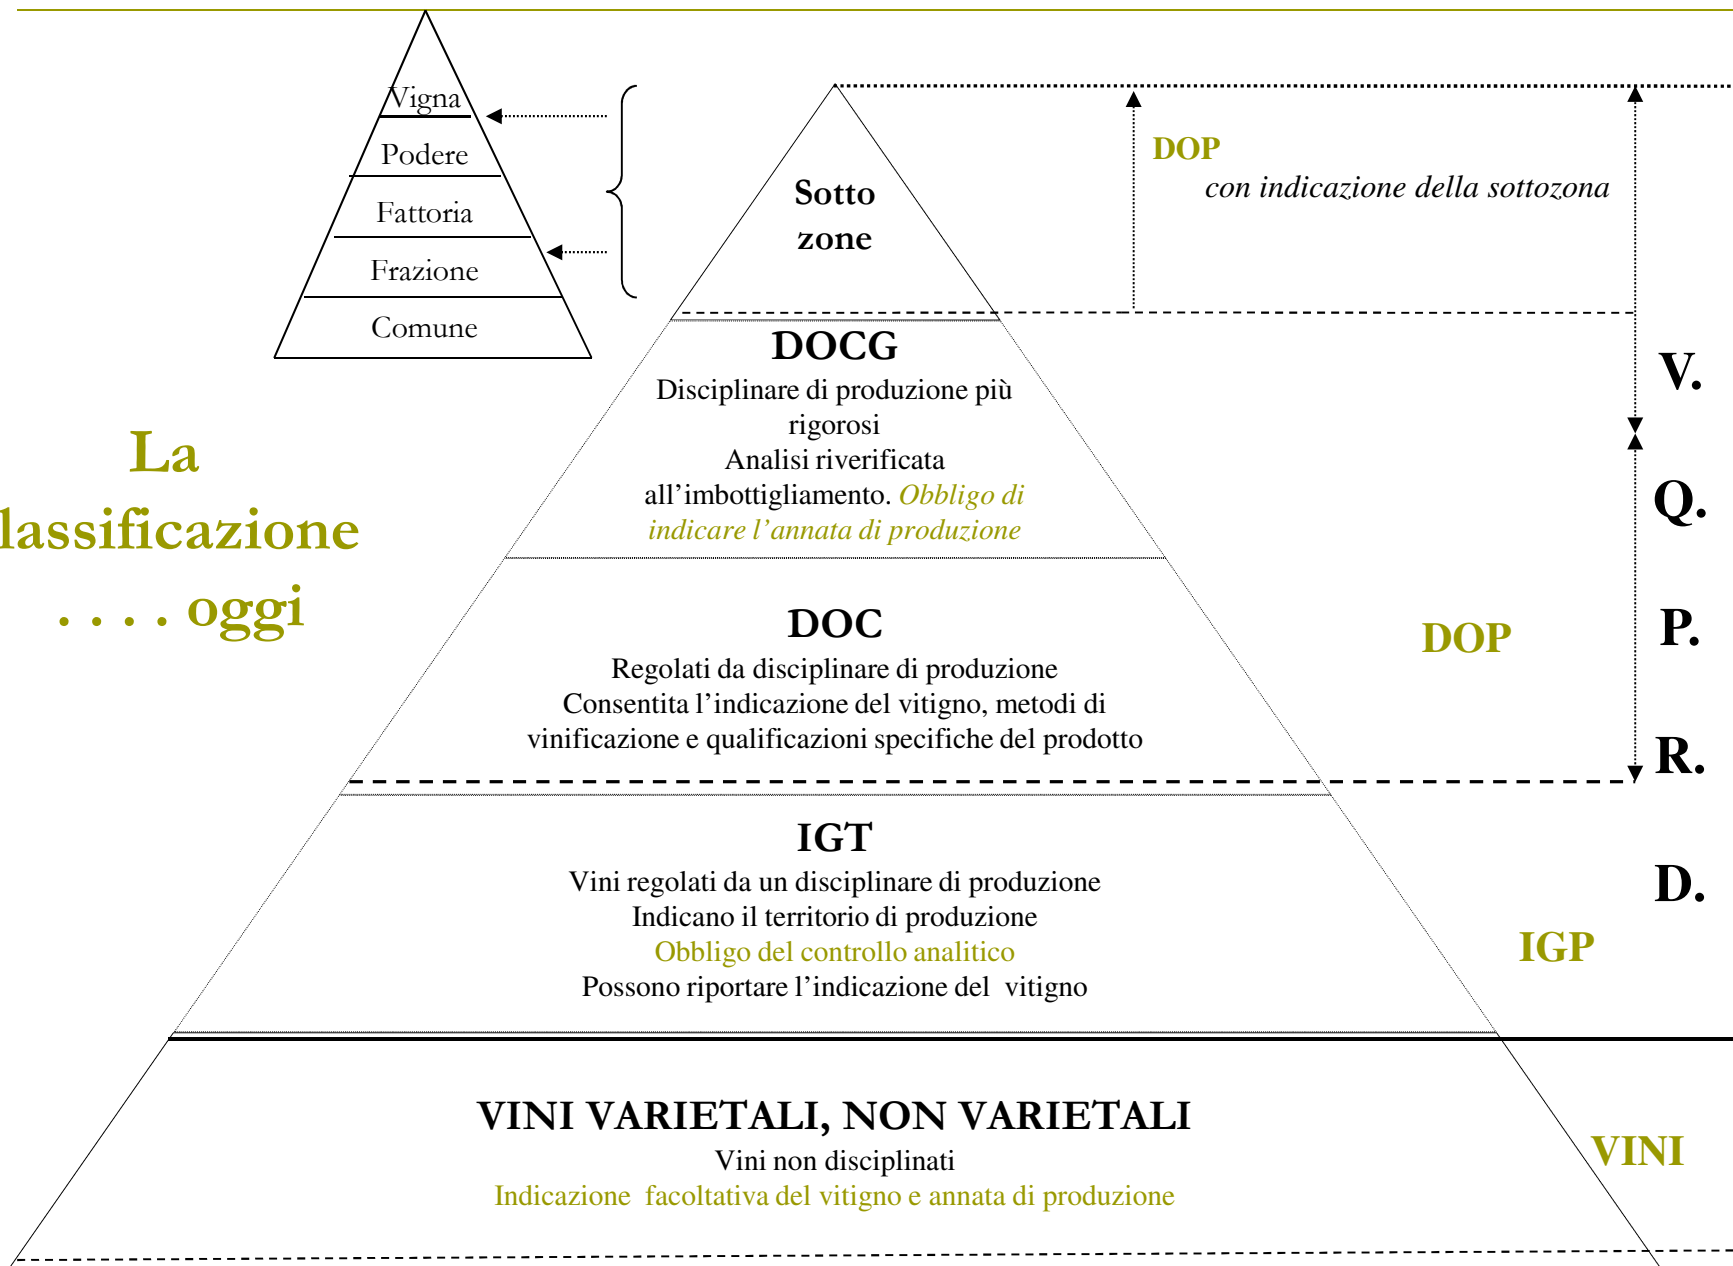 Vigna
Podere
Fattoria
Frazione
Comune
Sotto
zone
DOP
con indicazione della sottozona
La
lassificazione
. . . . oggi
DOCG
Disciplinare di produzione più
rigorosi
Analisi riverificata
all’imbottigliamento. Obbligo di
indicare l’annata di produzione
DOC
Regolati da disciplinare di produzione
Consentita l’indicazione del vitigno, metodi di
vinificazione e qualificazioni specifiche del prodotto
DOP
V.
Q.
P.
R.
D.
IGT
Vini regolati da un disciplinare di produzione
Indicano il territorio di produzione
Obbligo del controllo analitico
Possono riportare l’indicazione del vitigno
IGP
VINI VARIETALI, NON VARIETALI
Vini non disciplinati
Indicazione facoltativa del vitigno e annata di produzione
VINI